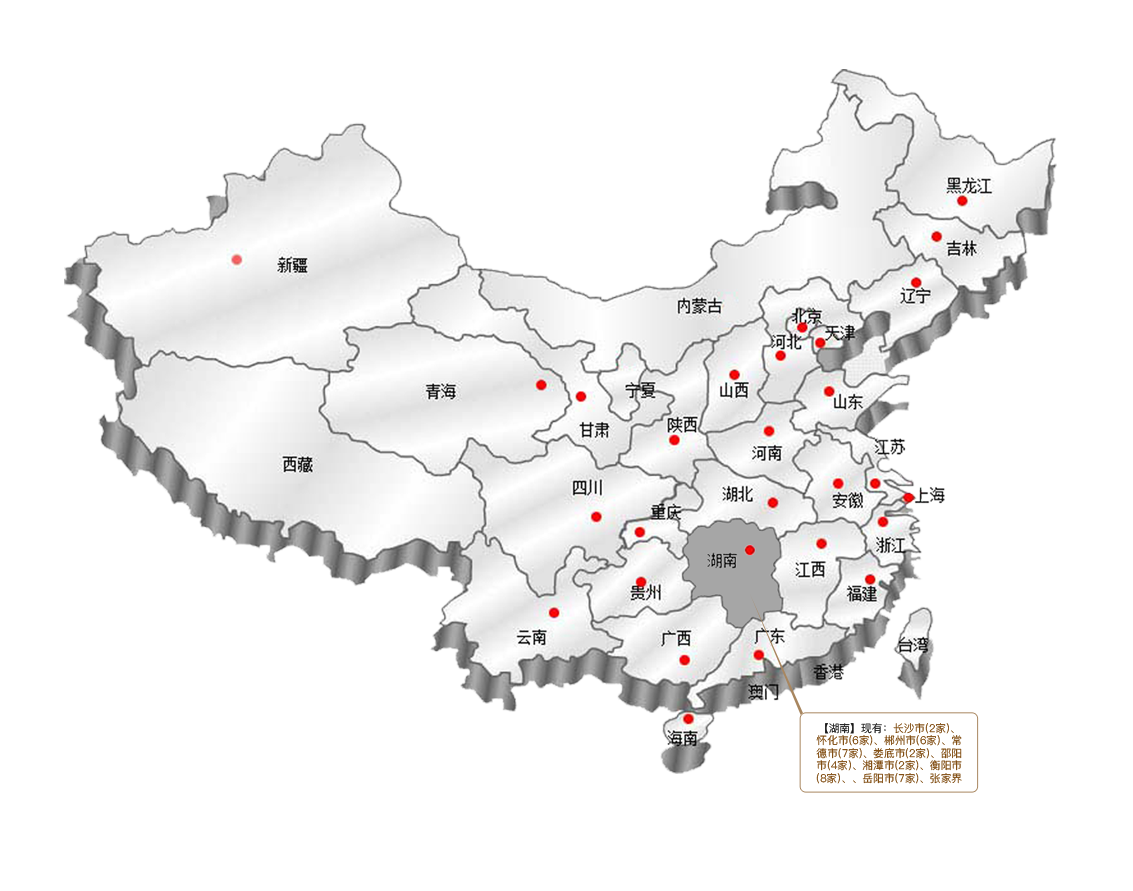 黑龙江
吉林
新疆
辽宁
内蒙古
北京
天津
河北
青海
宁夏
山西
山东
甘肃
陕西
河南
江苏
西藏
四川
湖北
安徽
上海
重庆
浙江
湖南
江西
贵州
福建
云南
广西
广东
台湾
香港
澳门
海南
【湖南】现有：长沙市(2家)、
怀化市(6家)、郴州市(6家)、常
德市(7家)、娄底市(2家)、邵阳
市(4家)、湘潭市(2家)、衡阳市
(8家)、、岳阳市(7家)、张家界